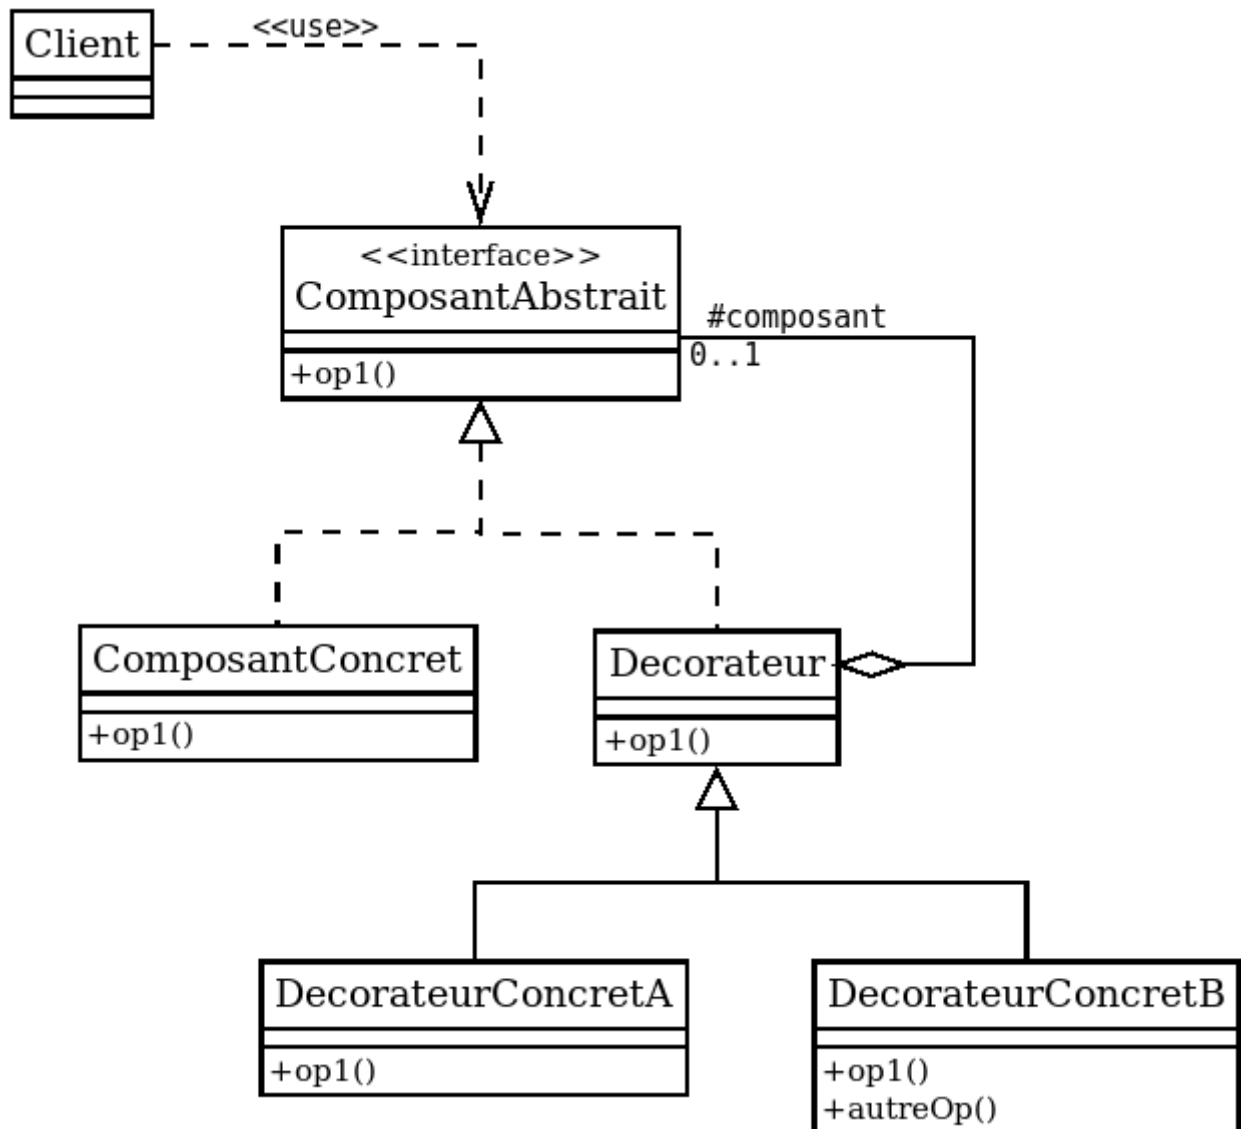 Client
<<use>>
<<interface>>
ComposantAbstrait
+op1()
#composant
0..1
ComposantConcret
+op1()
Decorateur
+op1()
DecorateurConcretA
+op1()
DecorateurConcretB
+op1()
+autreOp()